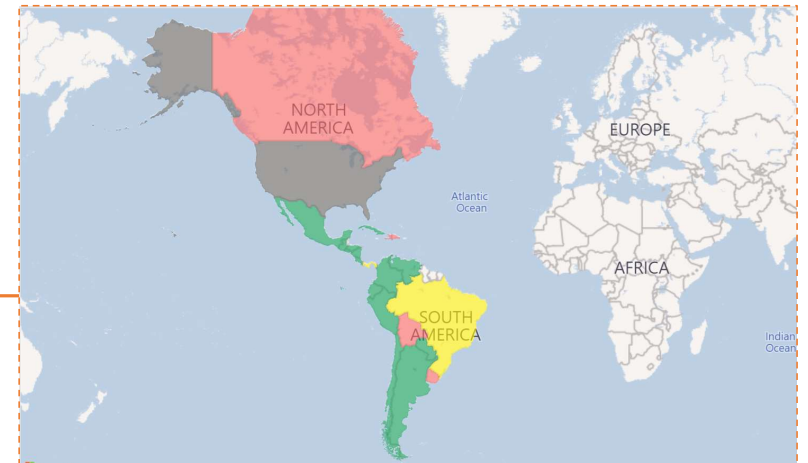 NORTH
AMERICA
EUROPE
Atlantic
Ocean
AFRICA
SOUTH
AMERICA
Indian
Ocean